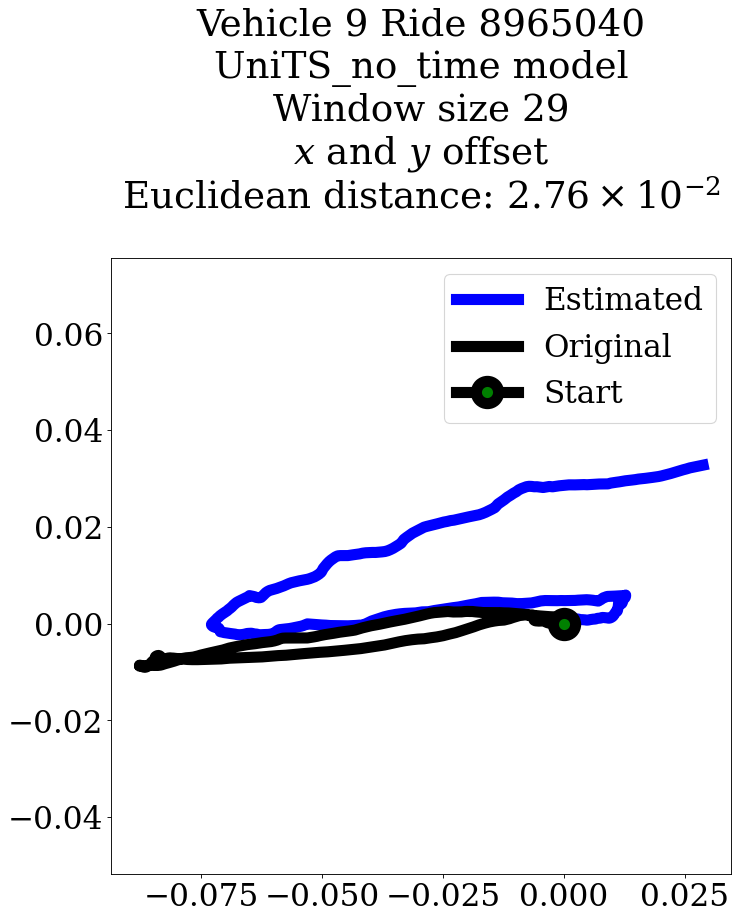 Vehicle 9 Ride 8965040
UniTS_no_time model
Window size 29
x and y offset
Euclidean distance: 2.76 × 10⁻²
Estimated
Original
Start
0.06
0.04
0.02
0.00
−0.02
−0.04
−0.075
−0.050
−0.025
0.000
0.025